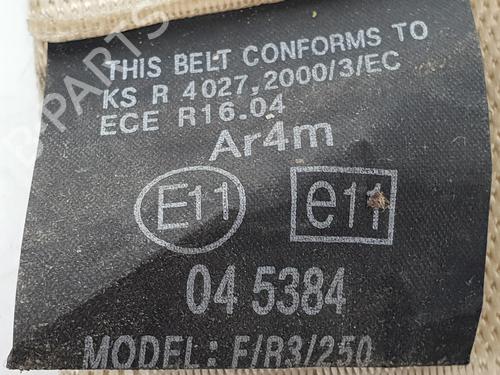 THIS BELT CONFORMS TO
KS R 4027,2000/3/EC
ECE R16.04
Ar4m
E11 e11
04 5384
MODEL: F/R3/250